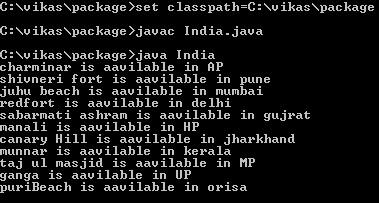 C:\vikas\package>set classpath=C:\vikas\package
C:\vikas\package>javac India.java
C:\vikas\package>java India
charminar is aavilable in AP
shivneri fort is aavilable in pune
juhu beach is aavilable in mumbai
redfort is aavilable in delhi
sabarmati ashram is aavilable in gujrat
manali is aavilable in HP
canary Hill is aavilable in jharkhand
munnar is aavilable in kerala
taj ul masjid is aavilable in MP
ganga is aavilable in UP
puriBeach is aavilable in orisa